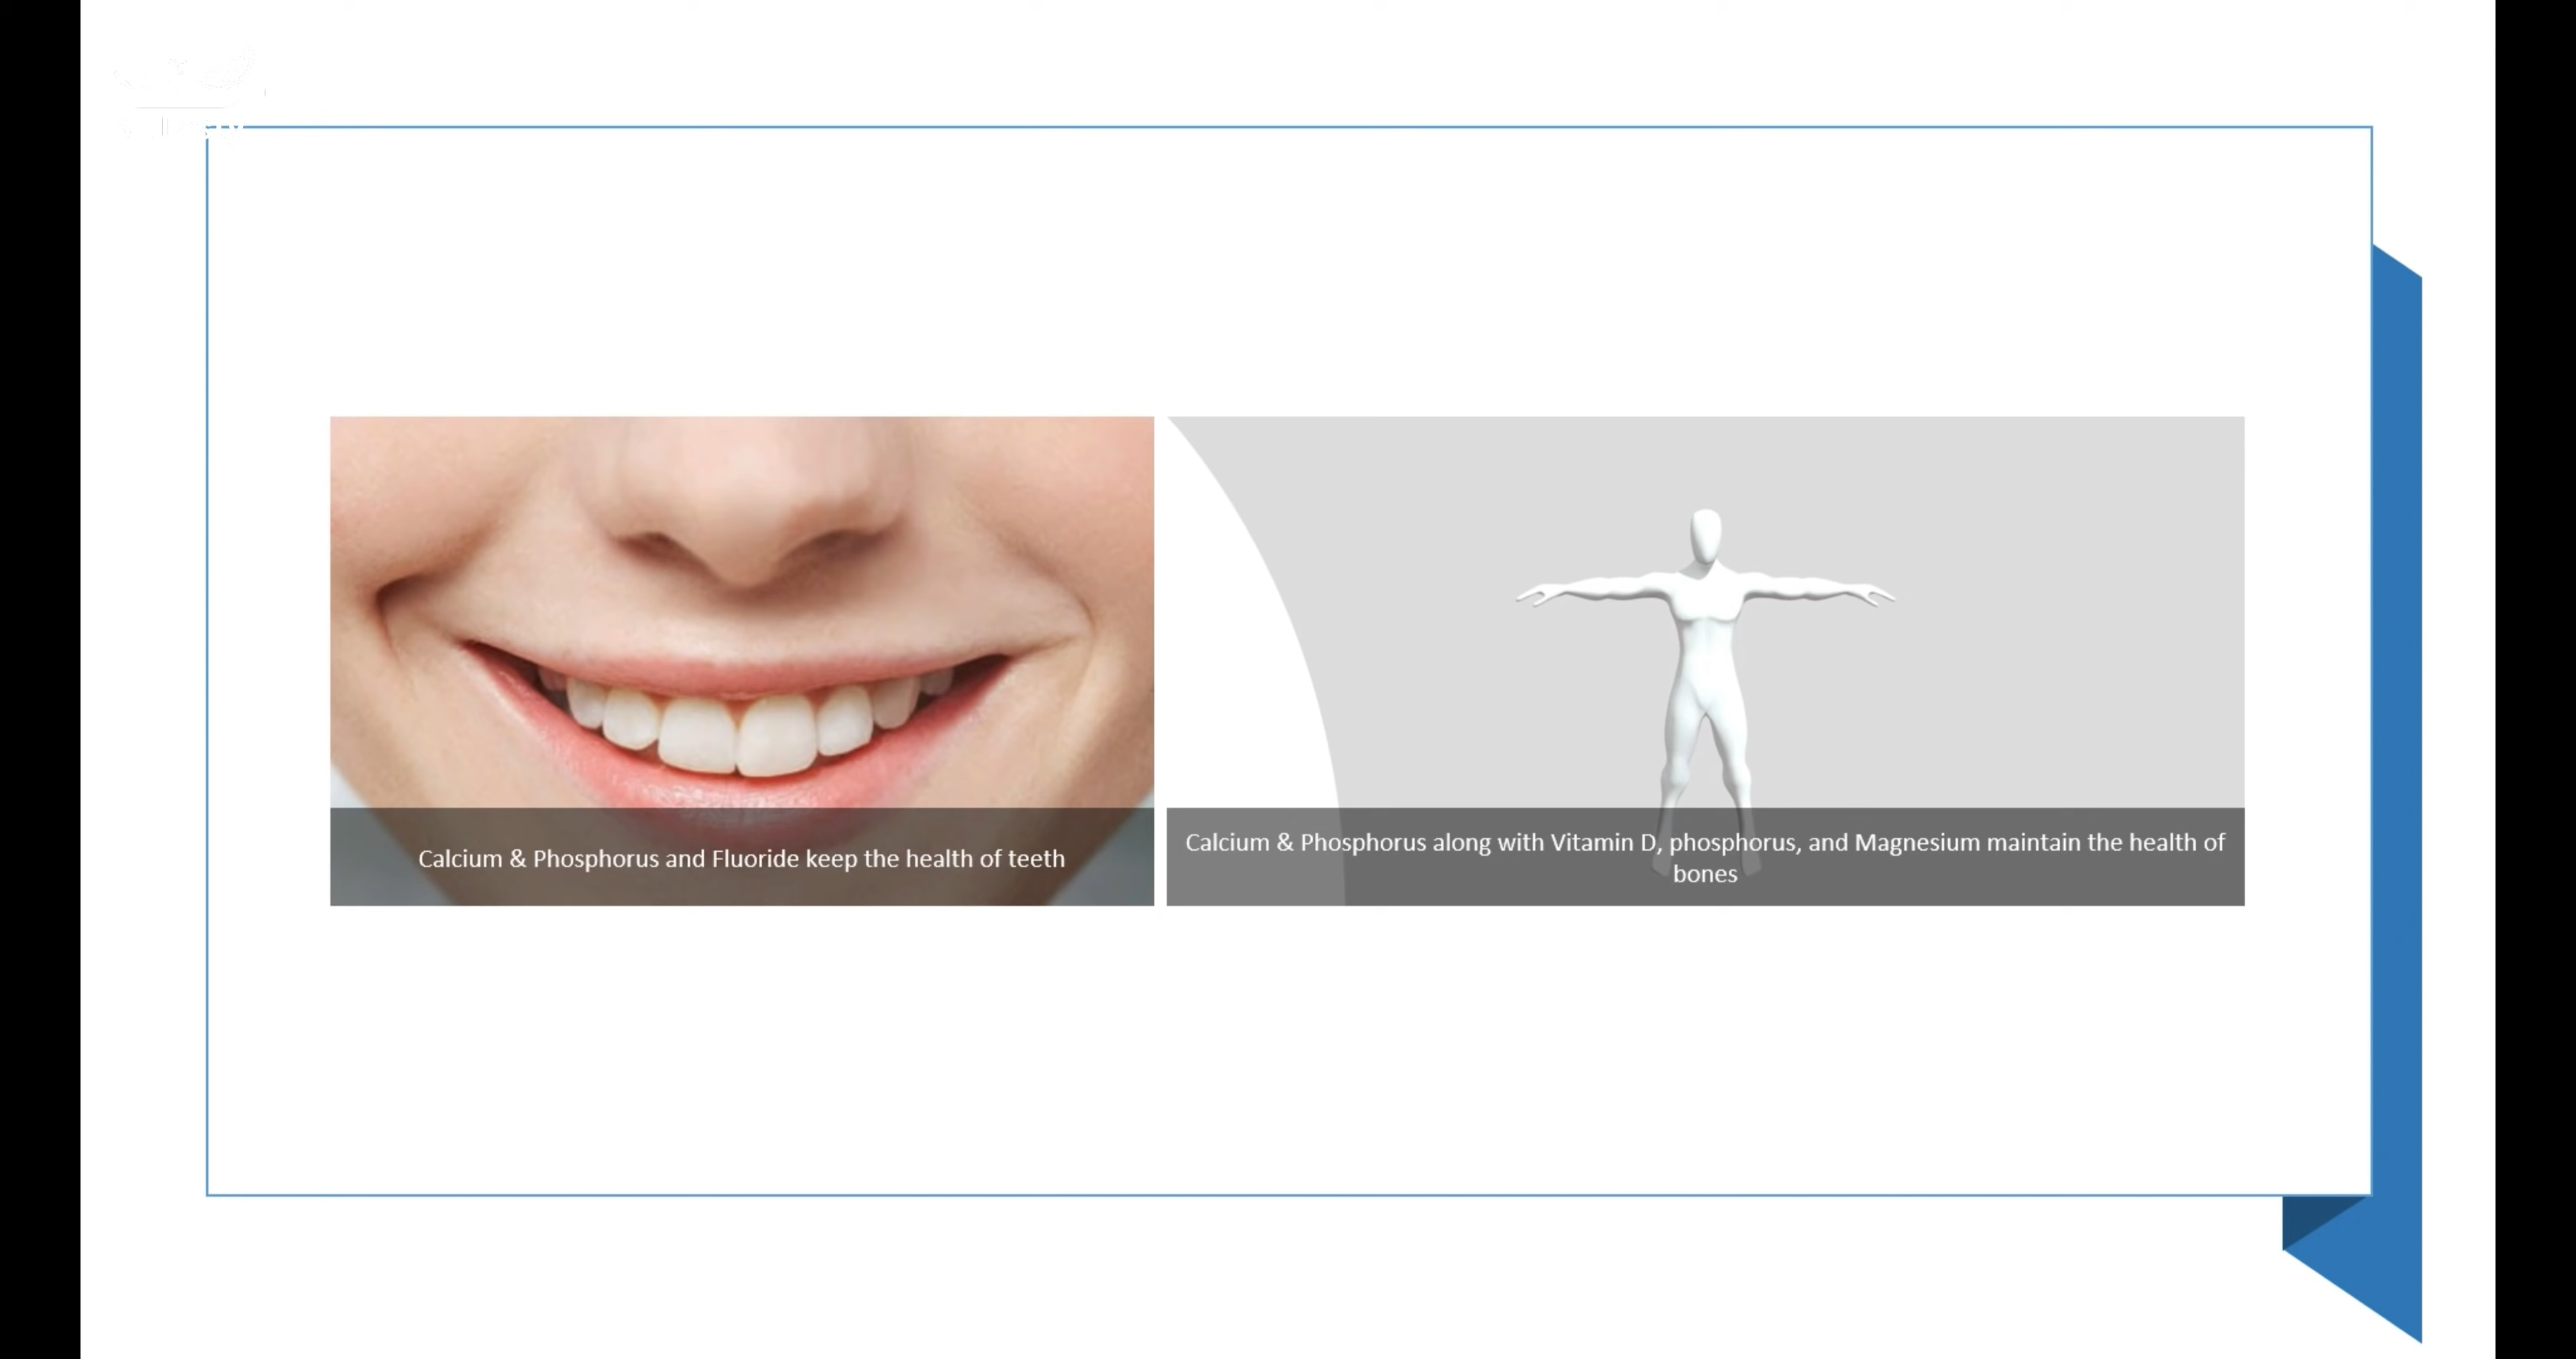 Calcium & Phosphorus and Fluoride keep the health of teeth
Calcium & Phosphorus along with Vitamin D, phosphorus, and Magnesium maintain the health of
bones